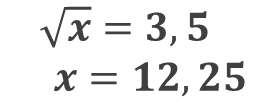 √x = 3,5
x = 12,25